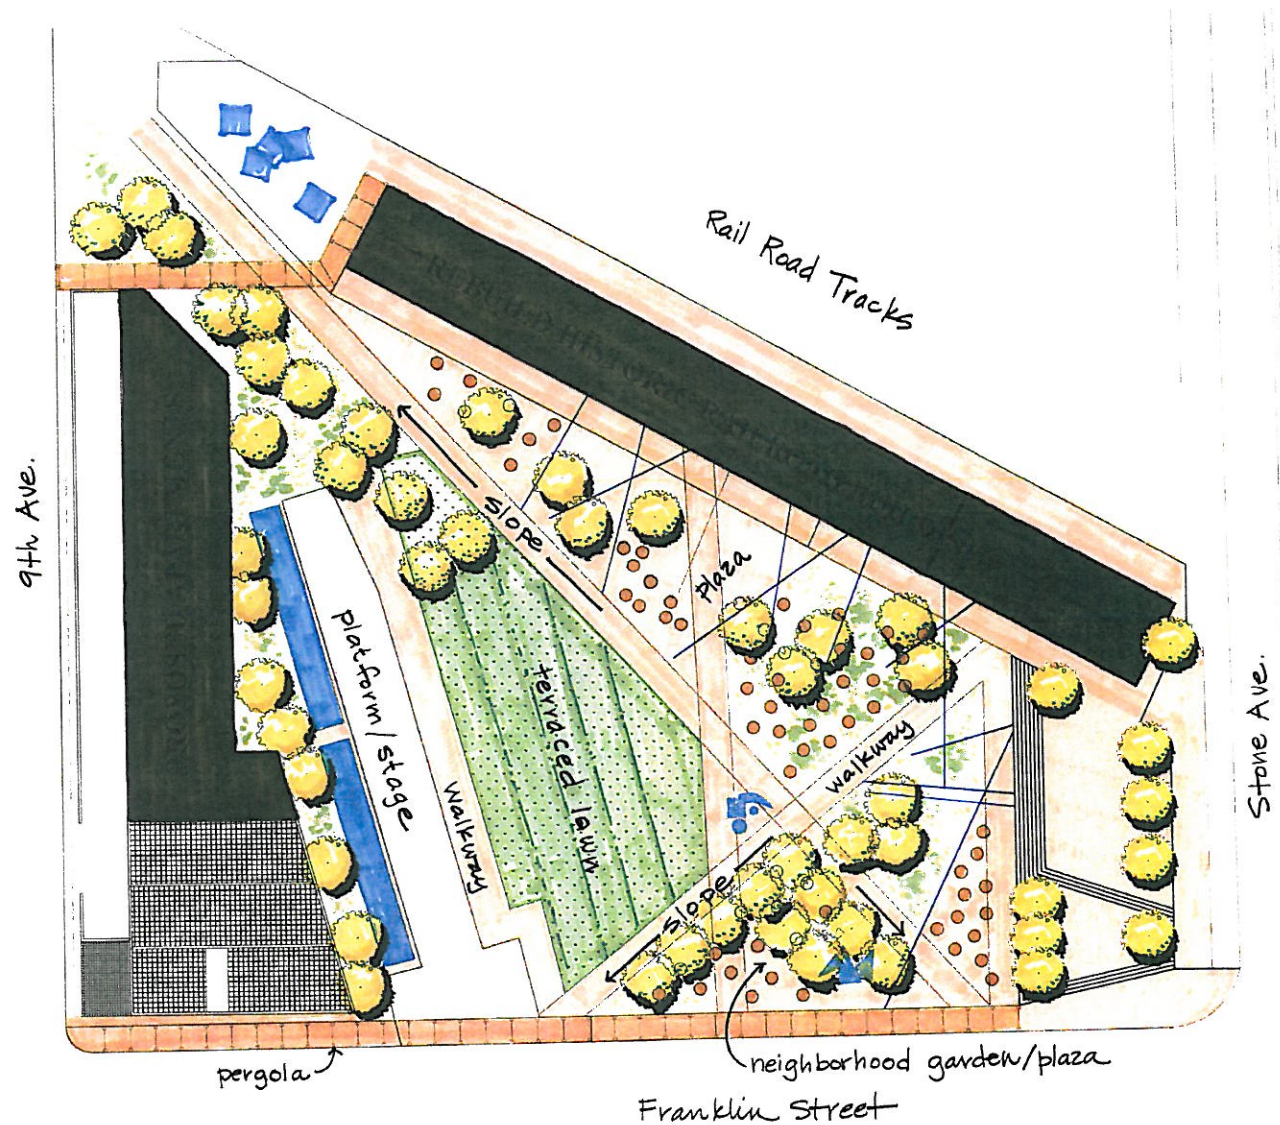 Rail Road Tracks
9th Ave.
slope
plaza
platform/stage
terraced lawn
walkway
walkway
Stone Ave.
slope
pergola
neighborhood garden/plaza
Franklin Street